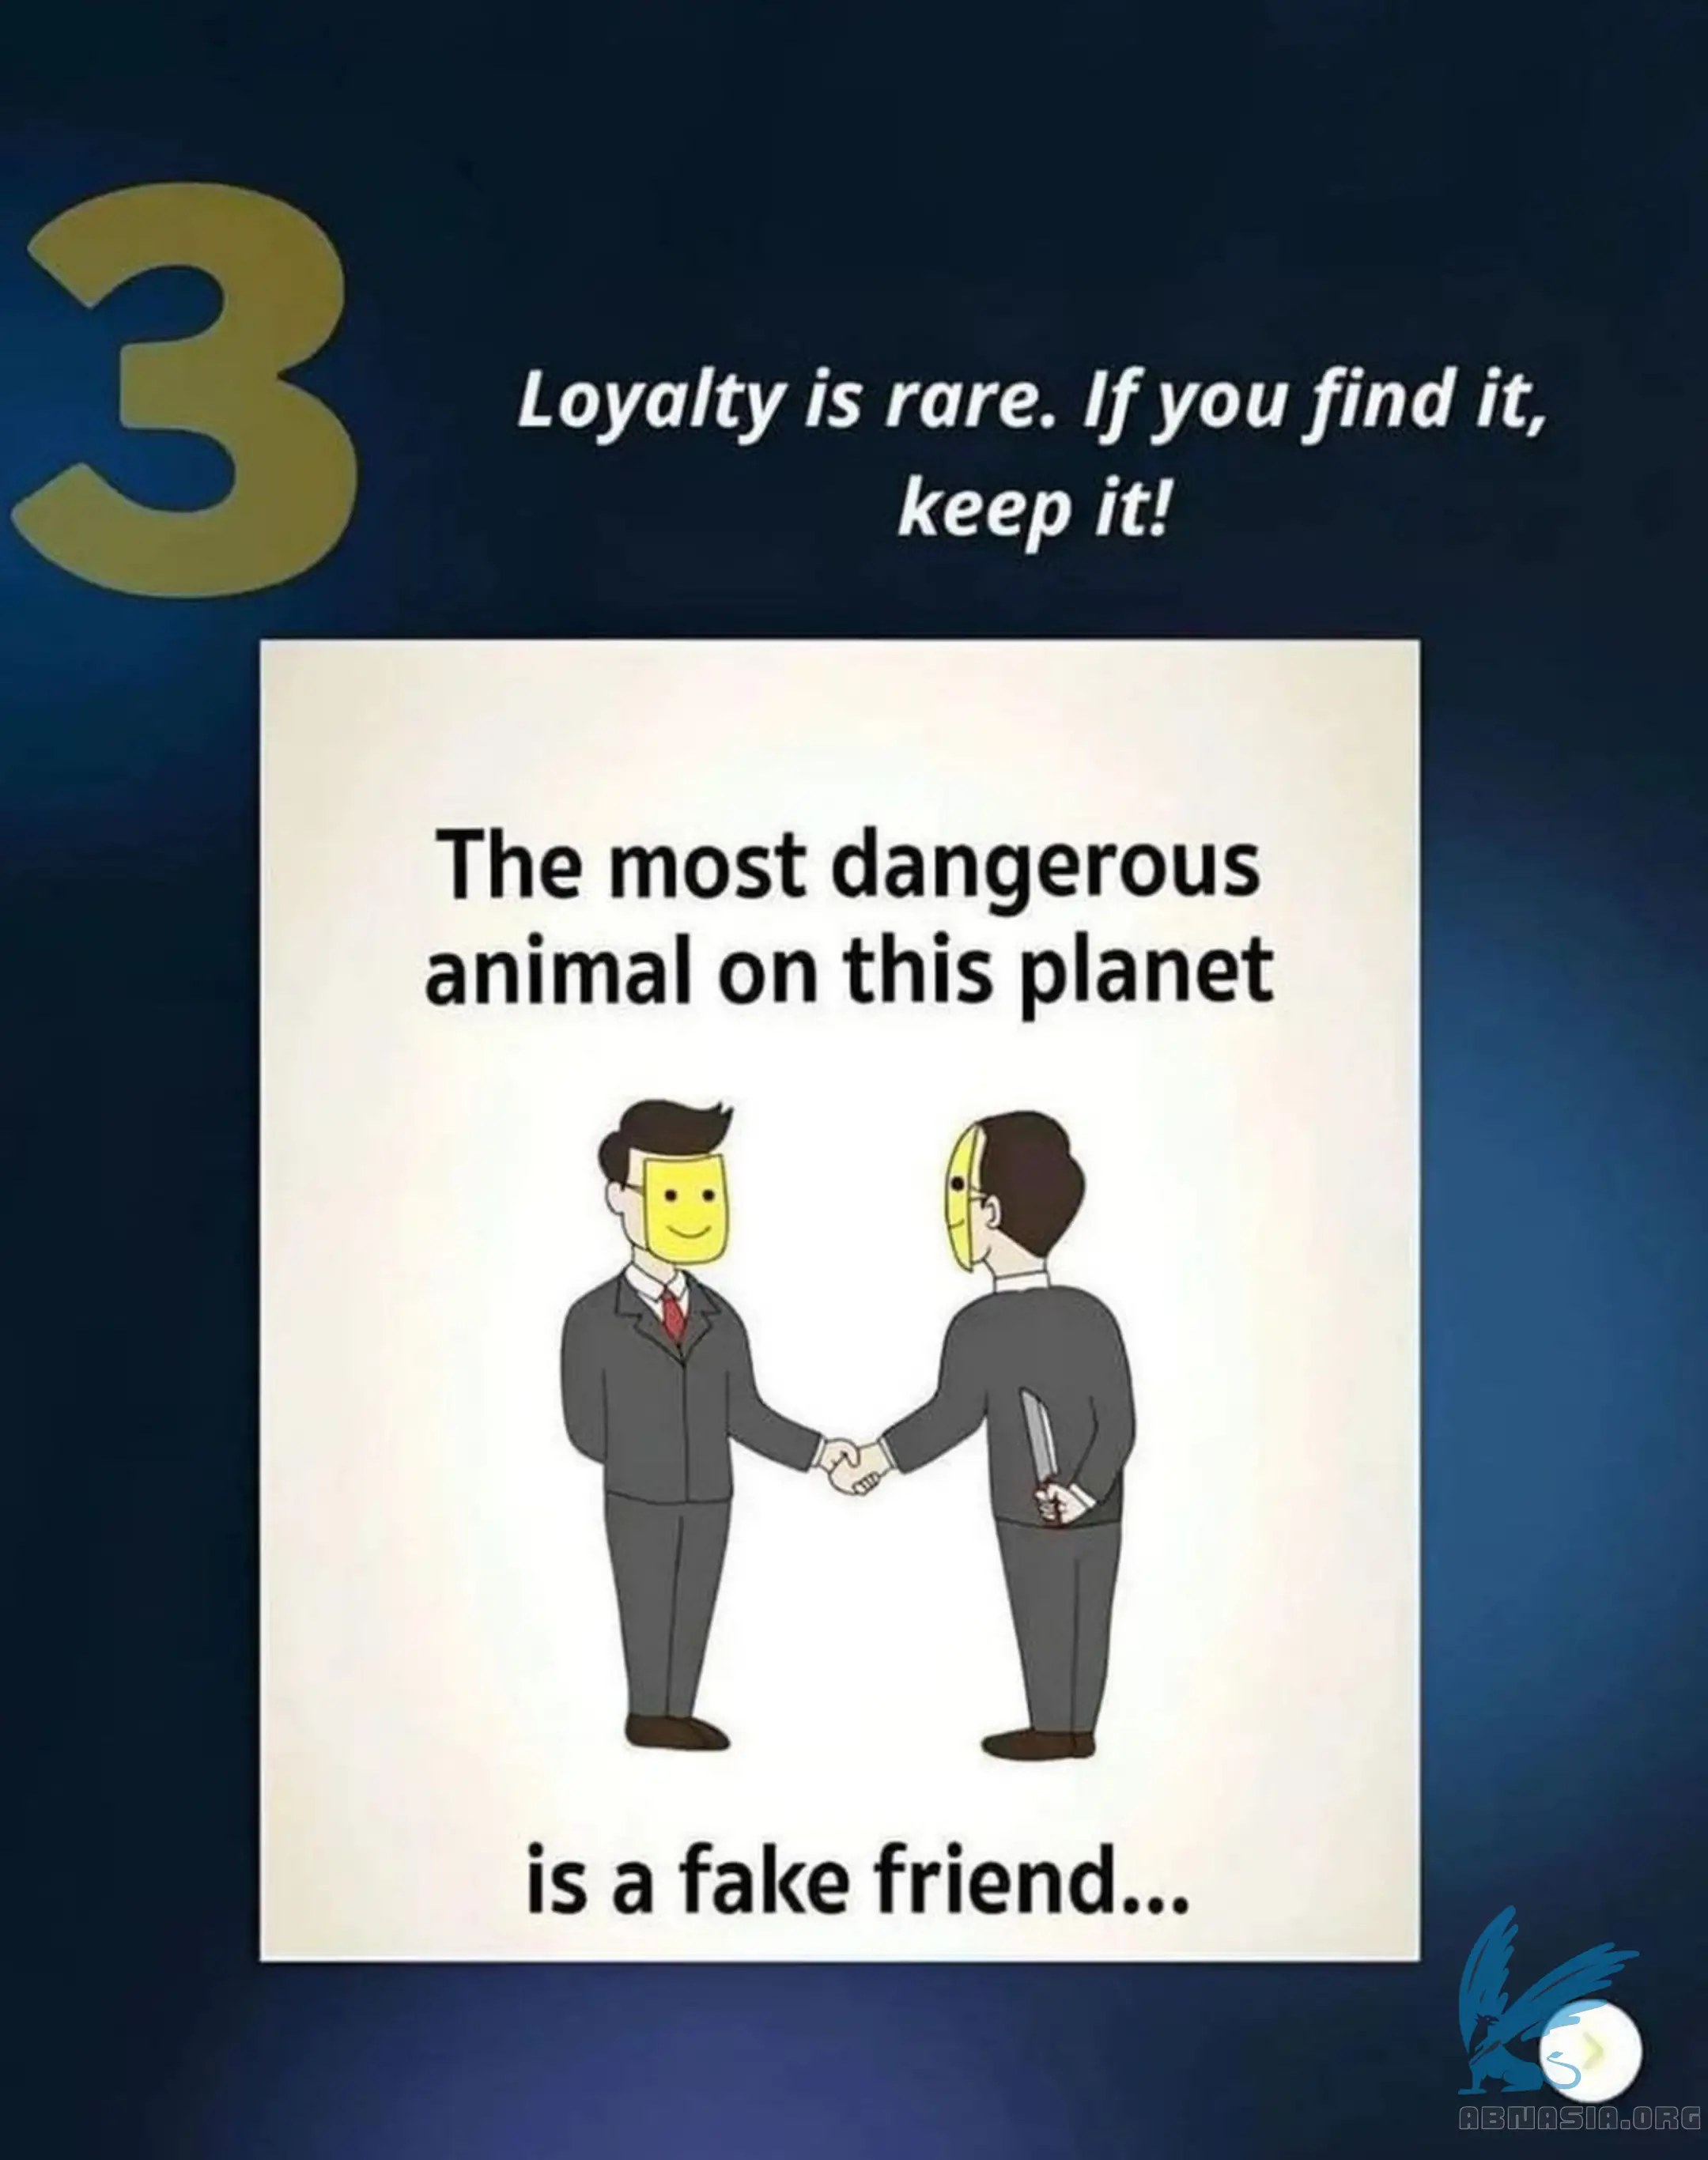 3
Loyalty is rare. If you find it,
keep it!
The most dangerous
animal on this planet
is a fake friend...
ABNASIA.ORG